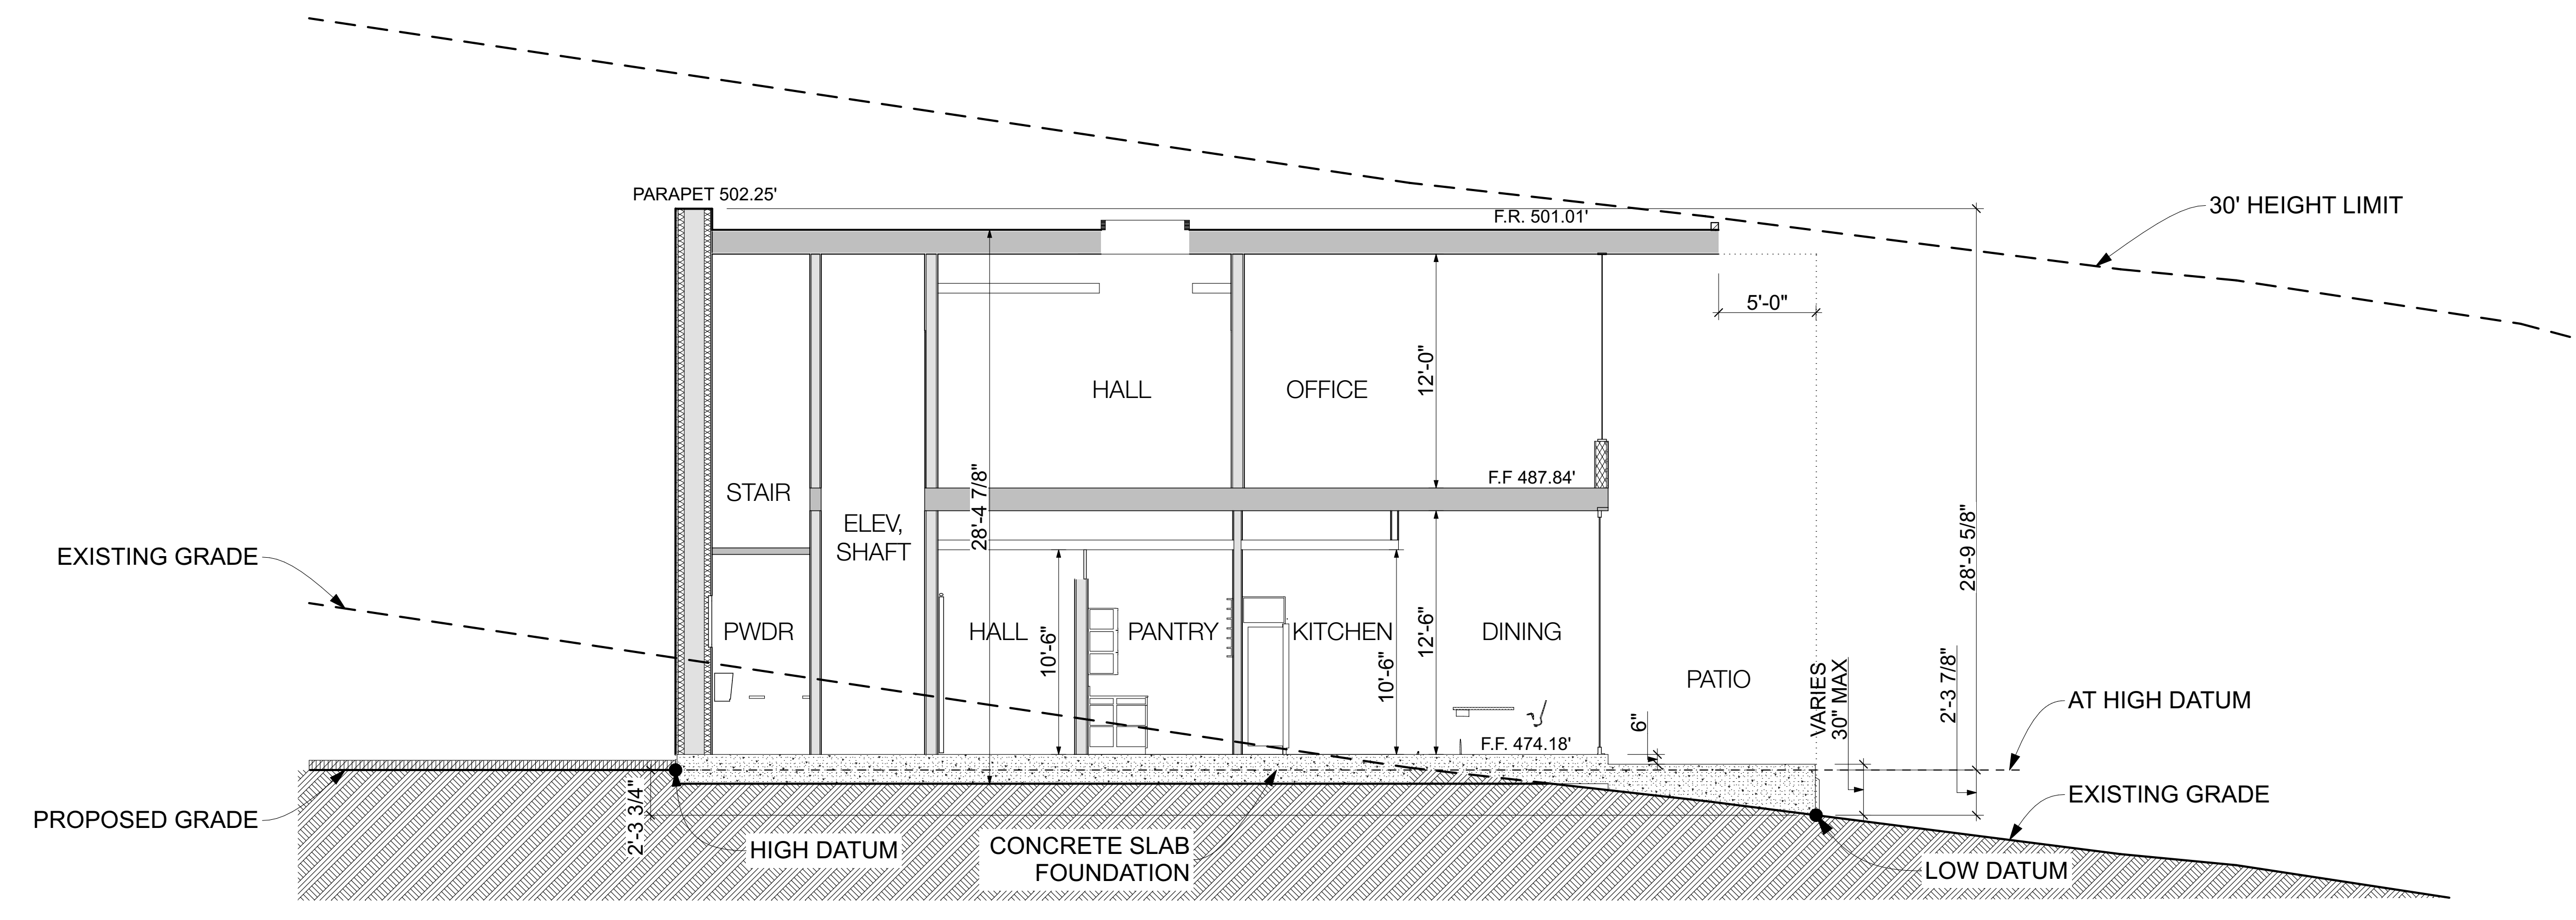 PARAPET 502.25'
30' HEIGHT LIMIT
F.R. 501.01'
5'-0"
HALL
OFFICE
12'-0"
STAIR
F.F 487.84'
28'-4 7/8"
ELEV,
SHAFT
28'-9 5/8"
EXISTING GRADE
PWDR
HALL
10'-6"
PANTRY
KITCHEN
10'-6"
12'-6"
DINING
PATIO
VARIES
30" MAX
2'-3 7/8"
AT HIGH DATUM
6"
F.F. 474.18'
EXISTING GRADE
PROPOSED GRADE
2'-3 3/4"
HIGH DATUM
CONCRETE SLAB
FOUNDATION
LOW DATUM